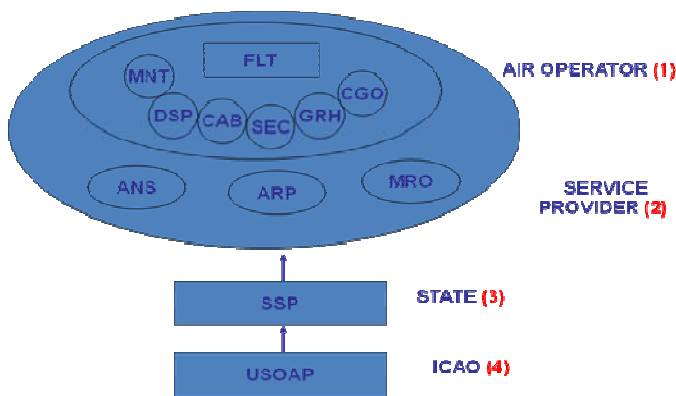 FLT
MNT
CGO
DSP
CAB
SEC
GRH
AIR OPERATOR (1)
ANS
ARP
MRO
SERVICE
PROVIDER (2)
SSP
STATE (3)
USOAP
ICAO (4)